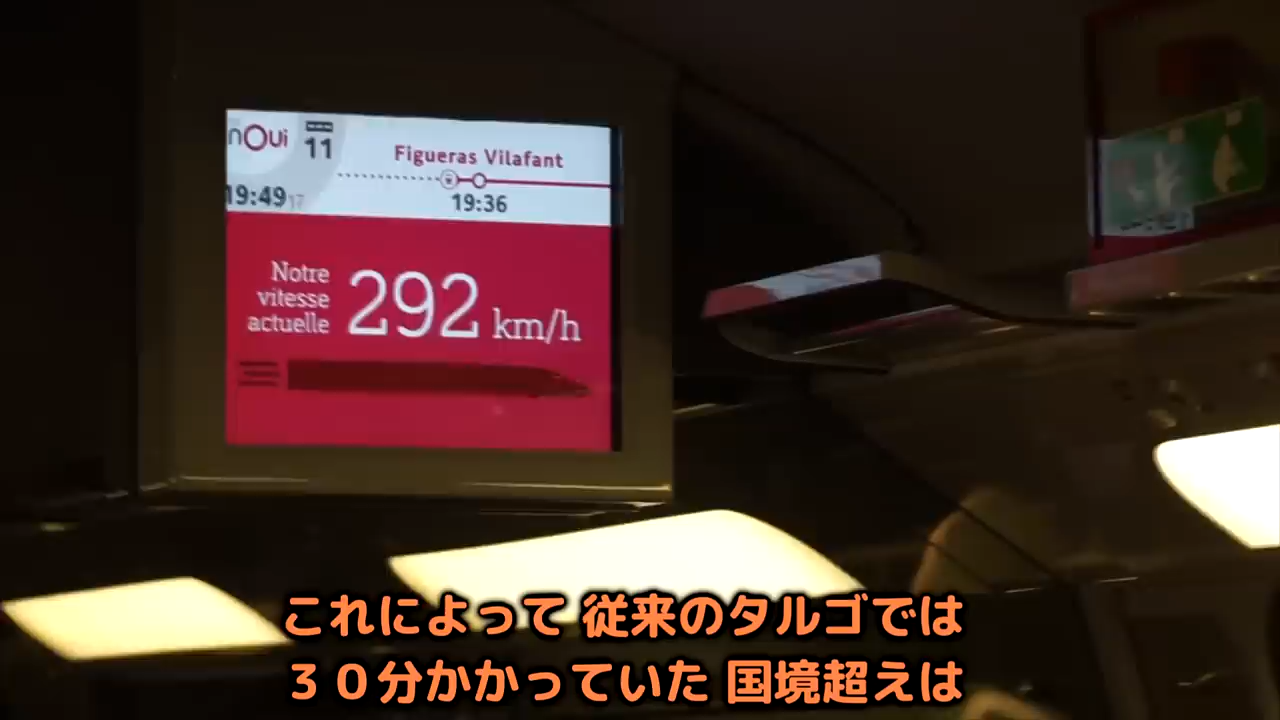 nOui
11
Figueras Vilafant
19:4917
19:36
Notre
vitesse
actuelle
292 km/h
これによって 従来のタルゴでは
３０分かかっていた 国境超えは